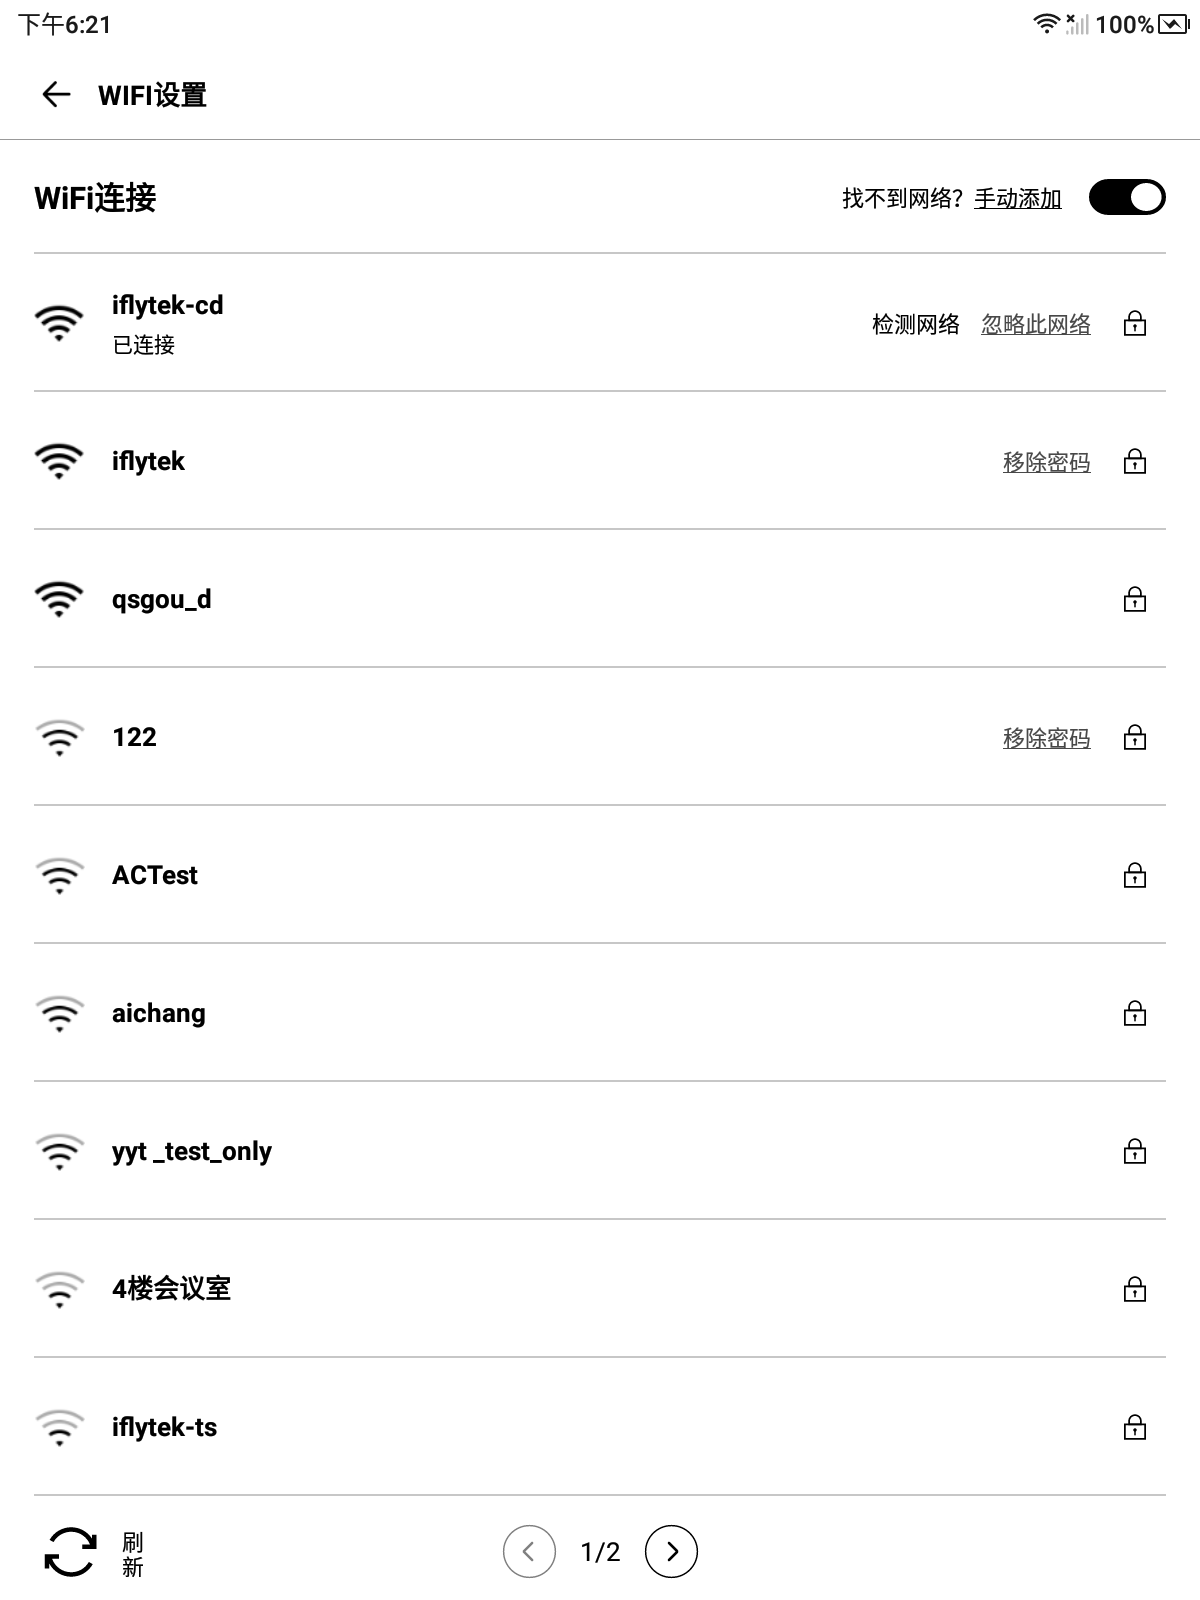 下午6:21
100%
WIFI设置
WiFi连接
找不到网络？手动添加
iflytek-cd
已连接
检测网络 忽略此网络
iflytek
移除密码
qsgou_d
122
移除密码
ACTest
aichang
yyt _test_only
4楼会议室
iflytek-ts
刷
新
1/2